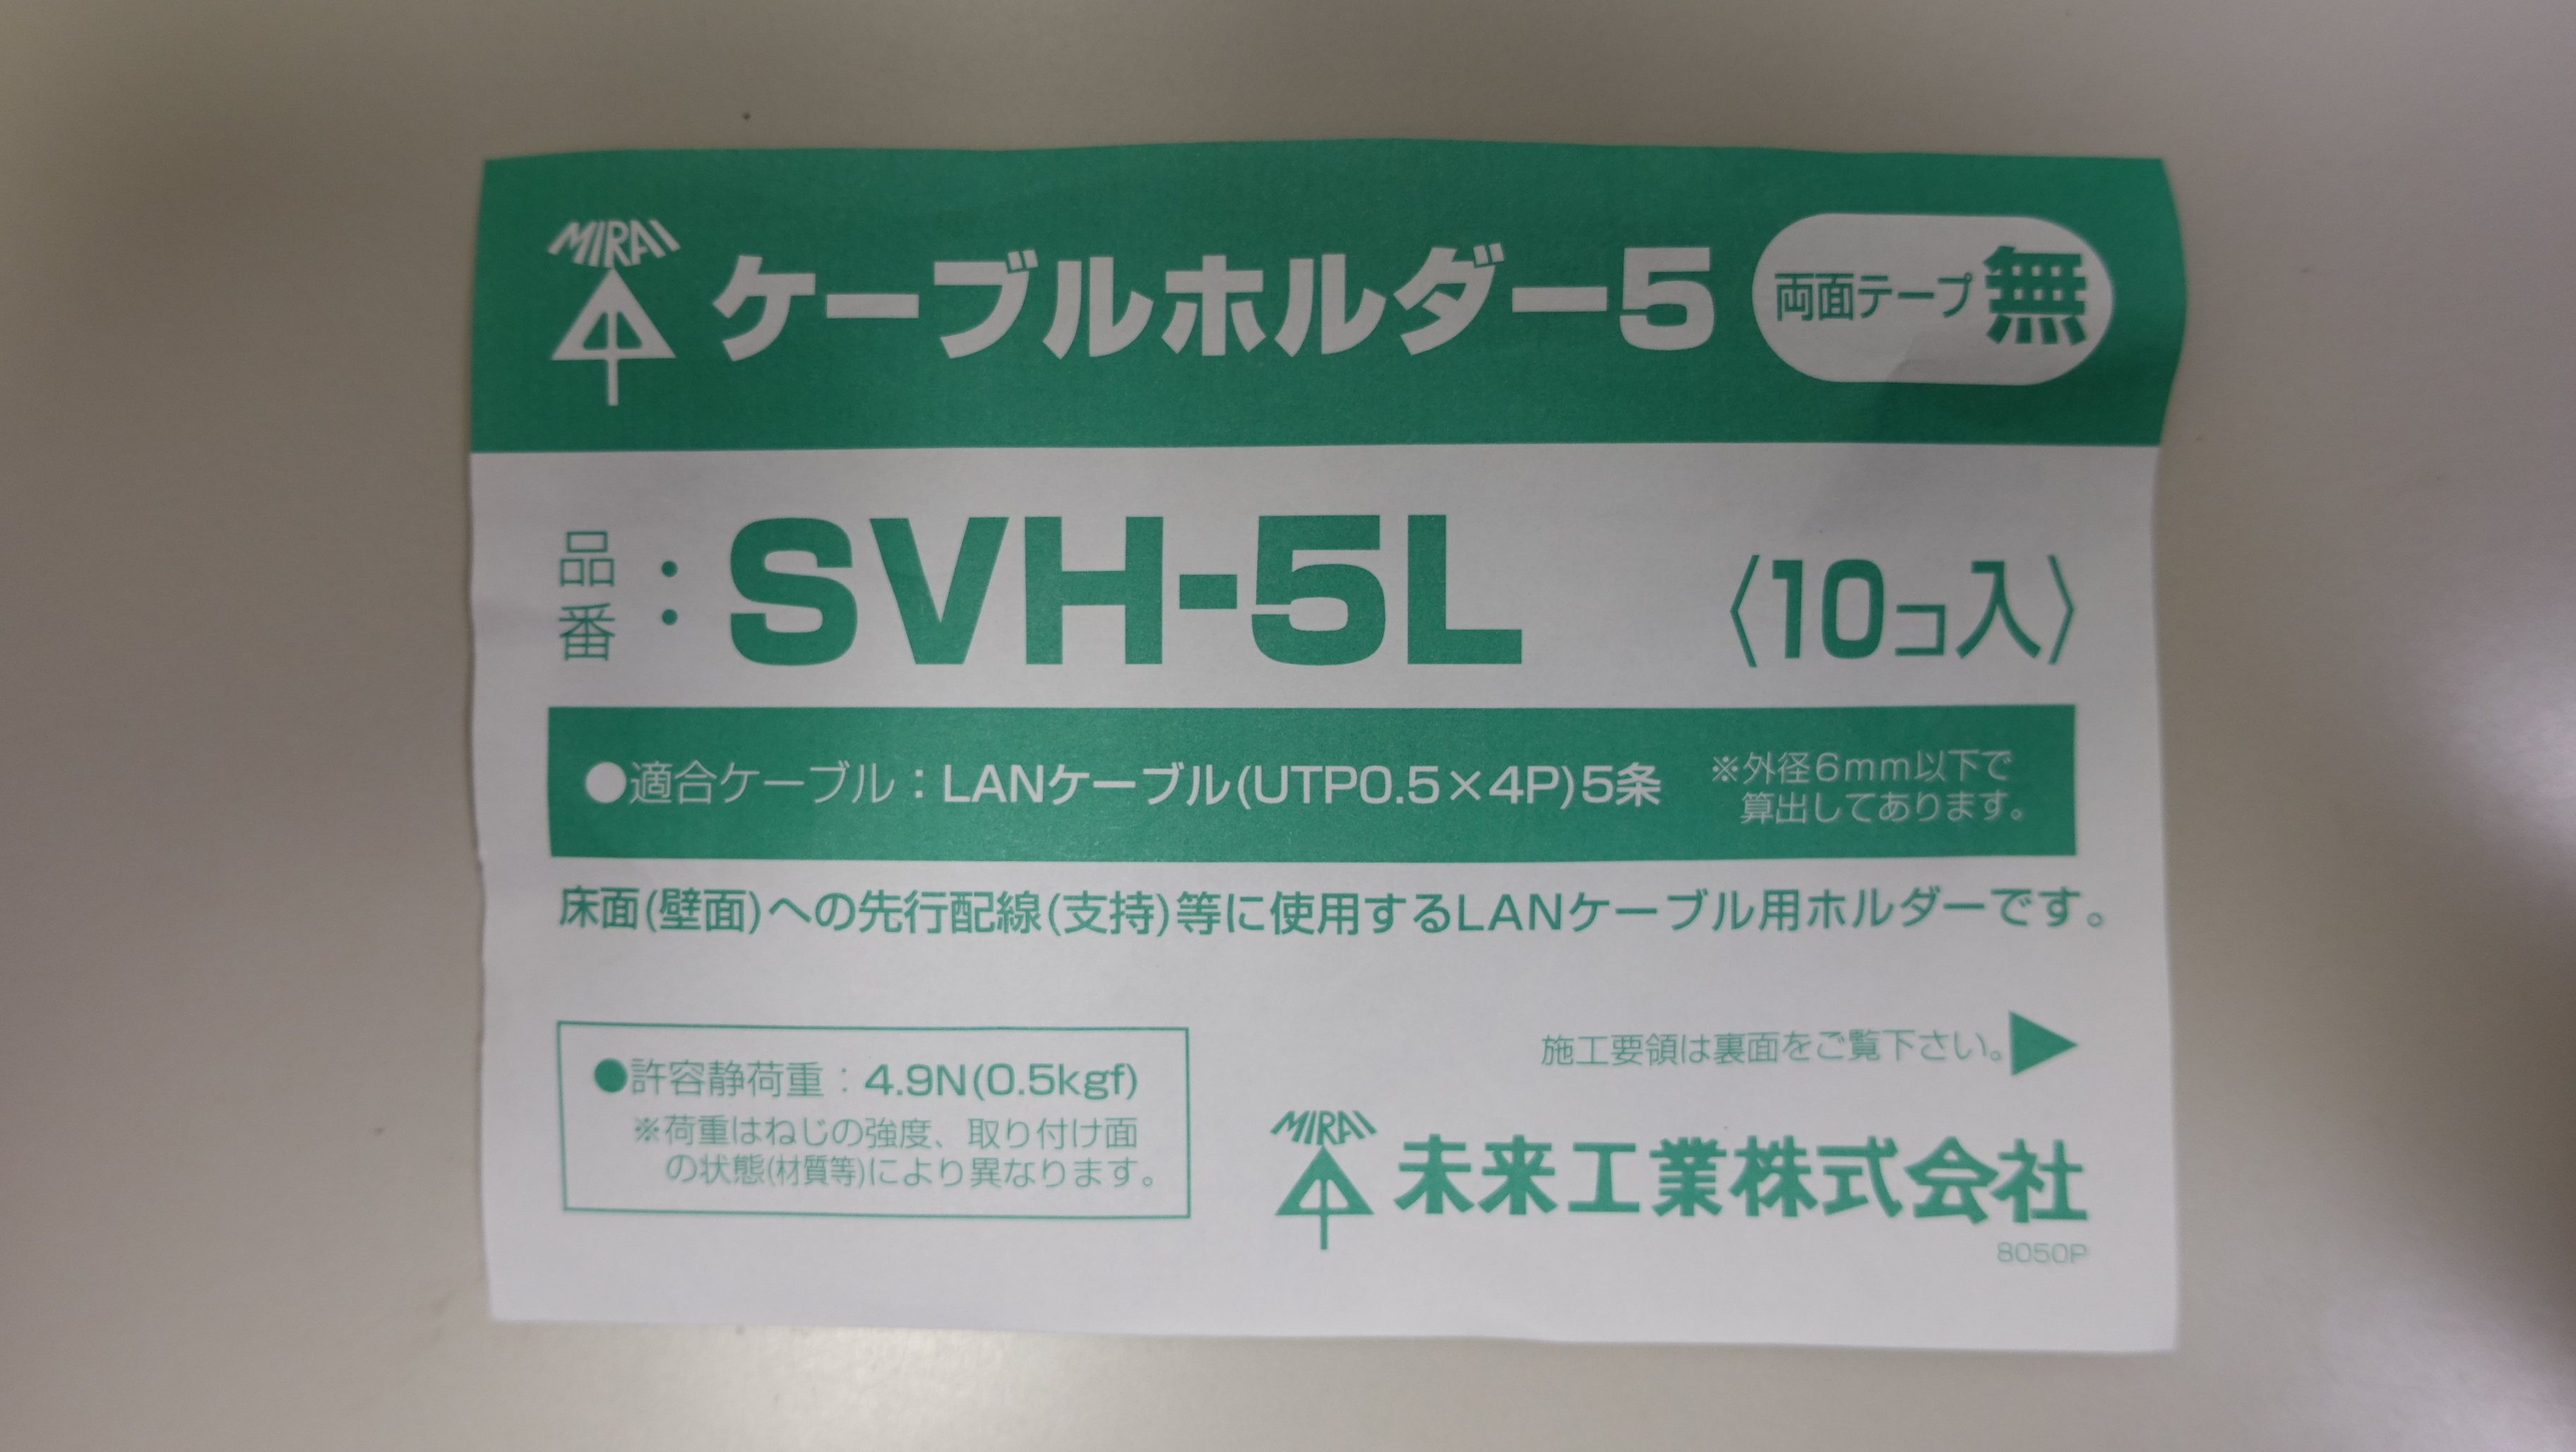 MIRAI
ケーブルホルダー5 両面テープ無
品番：SVH-5L 〈10コ入〉
●適合ケーブル：LANケーブル(UTP0.5×4P)5条 ※外径6mm以下で
算出してあります。
床面(壁面)への先行配線(支持)等に使用するLANケーブル用ホルダーです。
施工要領は裏面をご覧下さい。▶
●許容静荷重：4.9N(0.5kgf)
※荷重はねじの強度、取り付け面
の状態(材質等)により異なります。
MIRAI
未来工業株式会社
8050P